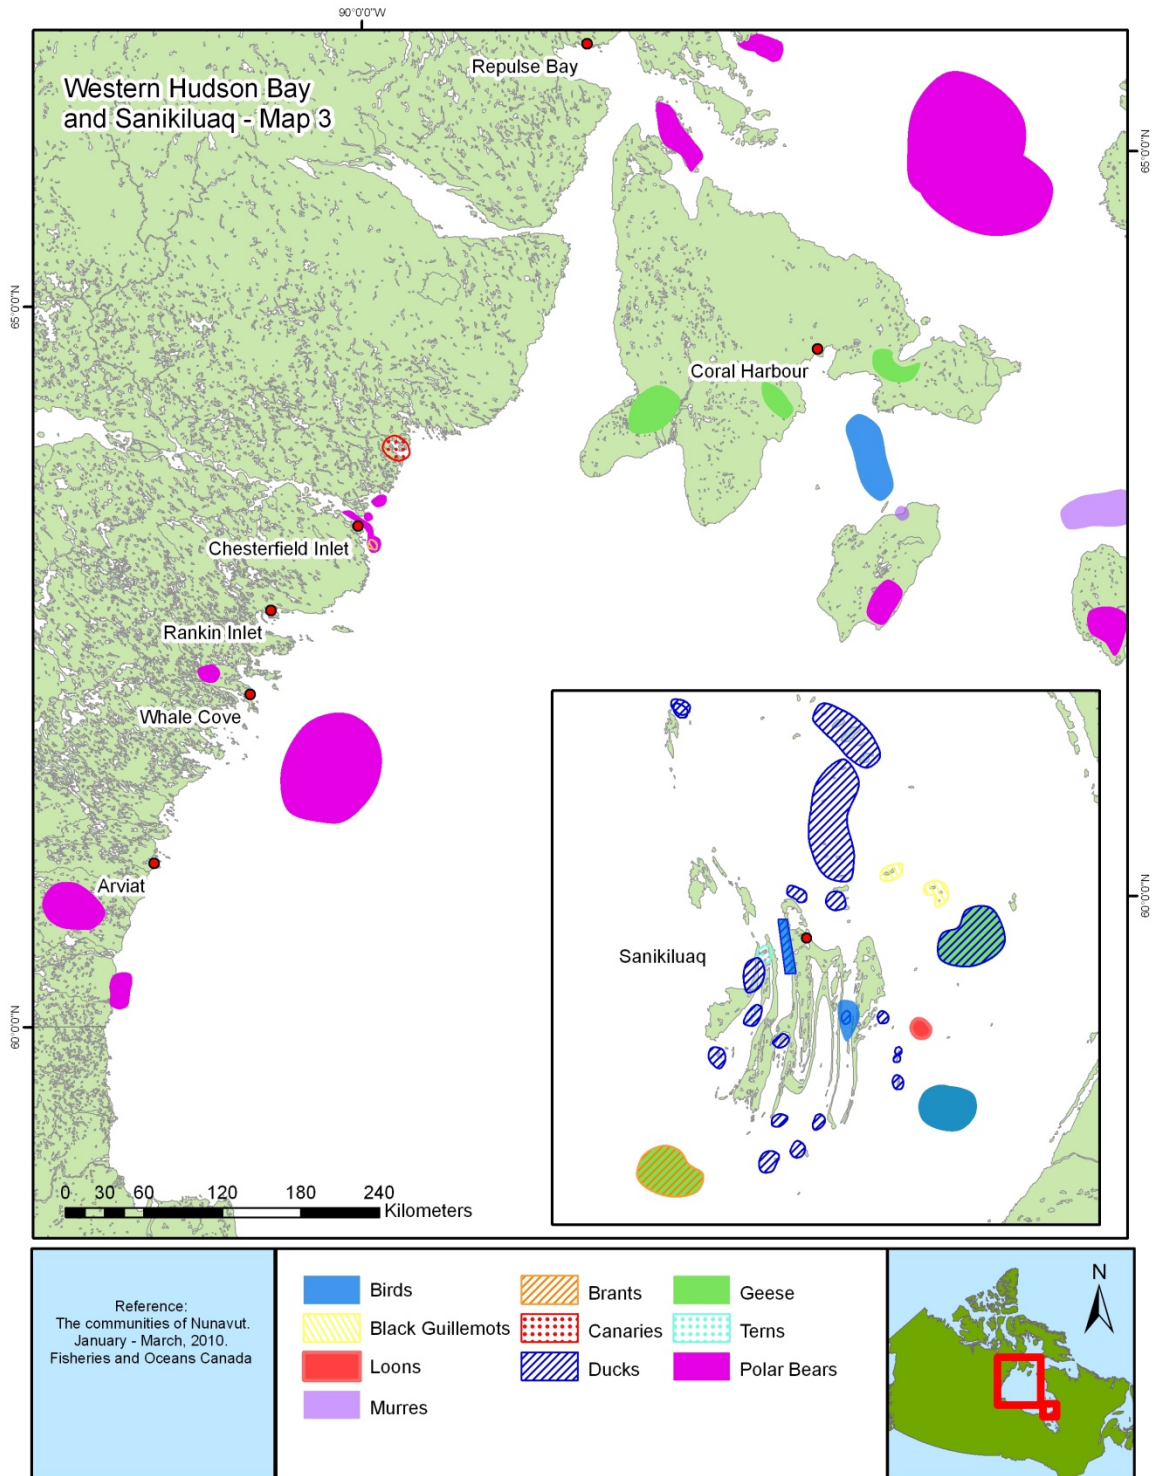 90°0'0"W
Repulse Bay
Western Hudson Bay
and Sanikiluaq - Map 3
65°0'0"N
65°0'0"N
Coral Harbour
Chesterfield Inlet
Rankin Inlet
Whale Cove
Arviat
60°0'0"N
Sanikiluaq
60°0'0"N
0 30 60 120 180 240
Kilometers
Reference:
The communities of Nunavut.
January - March, 2010.
Fisheries and Oceans Canada
Birds
Black Guillemots
Loons
Murres
Brants
Canaries
Ducks
Geese
Terns
Polar Bears
N